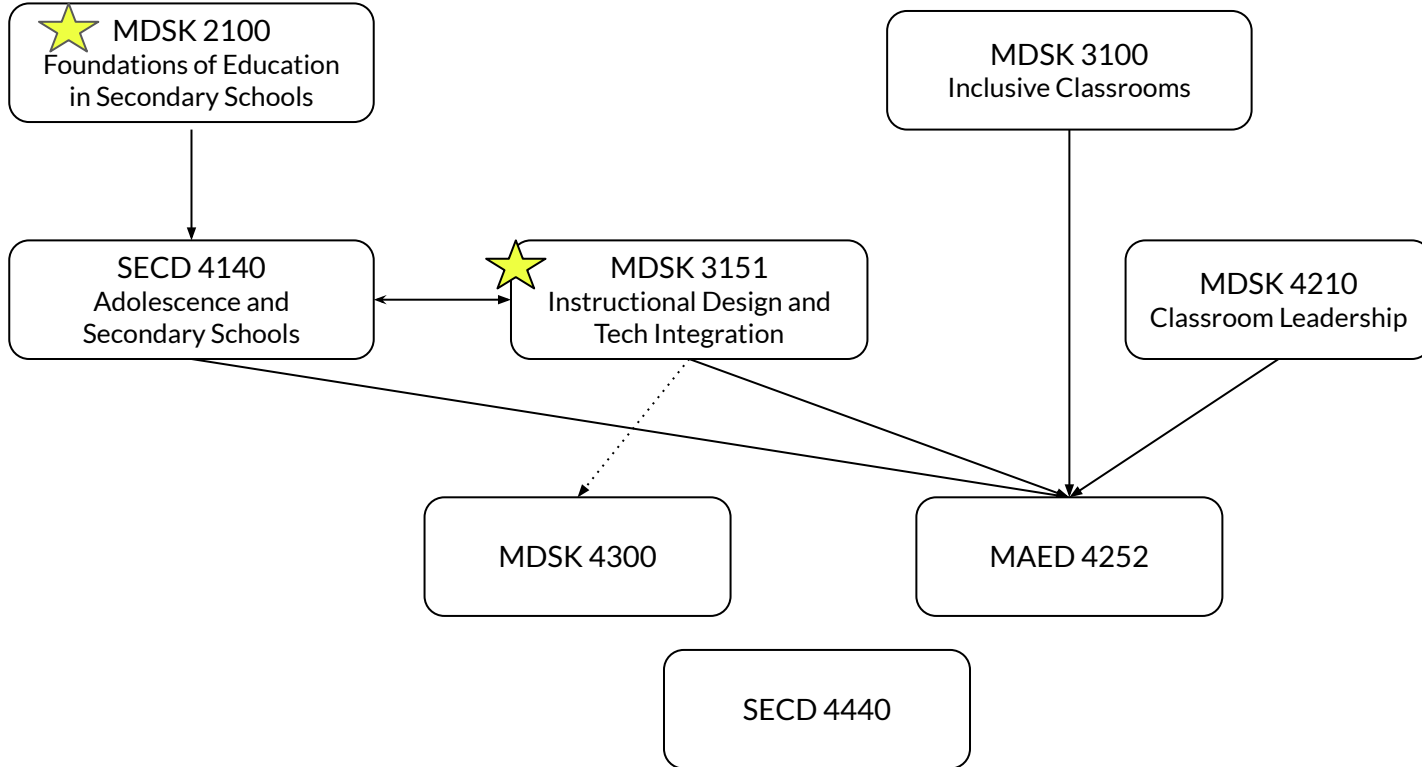 MDSK 2100
Foundations of Education
in Secondary Schools
MDSK 3100
Inclusive Classrooms
SECD 4140
Adolescence and
Secondary Schools
MDSK 3151
Instructional Design and
Tech Integration
MDSK 4210
Classroom Leadership
MDSK 4300
MAED 4252
SECD 4440